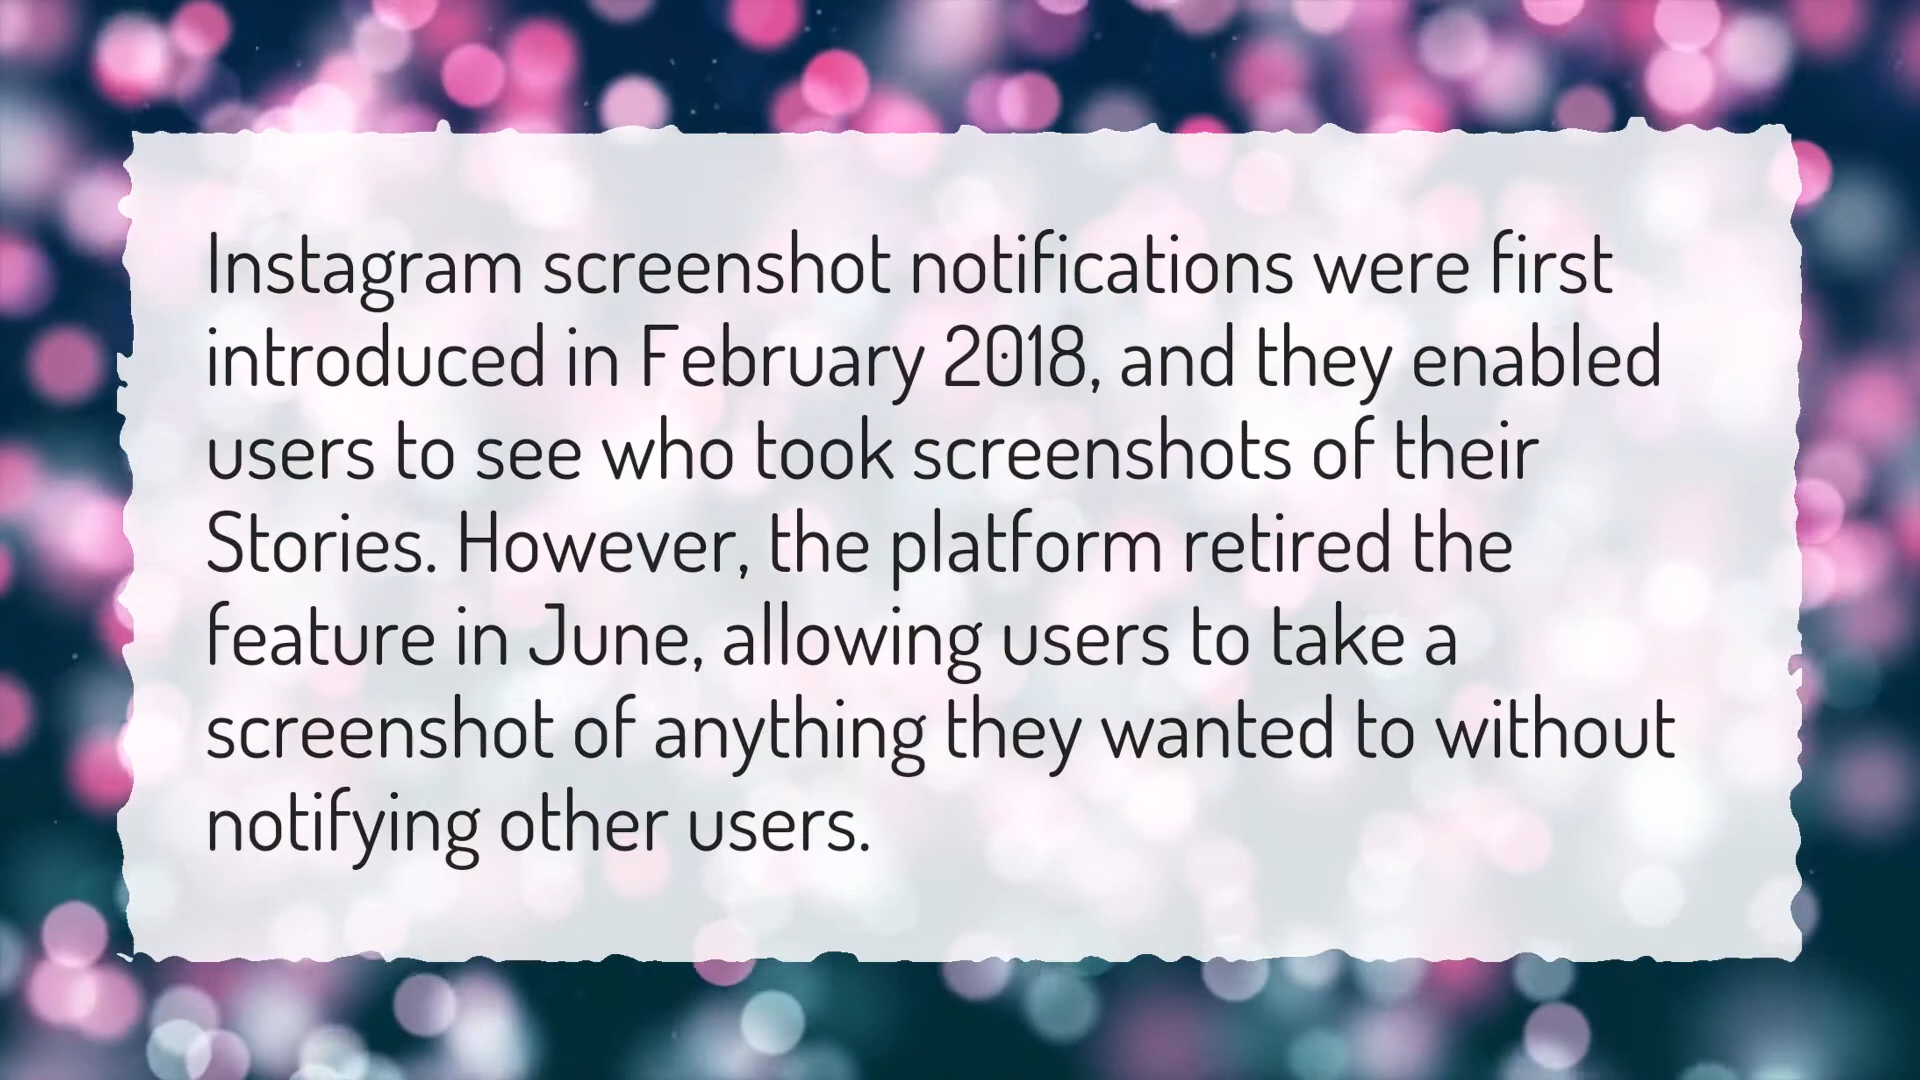 Instagram screenshot notifications were first
introduced in February 2018, and they enabled
users to see who took screenshots of their
Stories. However, the platform retired the
feature in June, allowing users to take a
screenshot of anything they wanted to without
notifying other users.